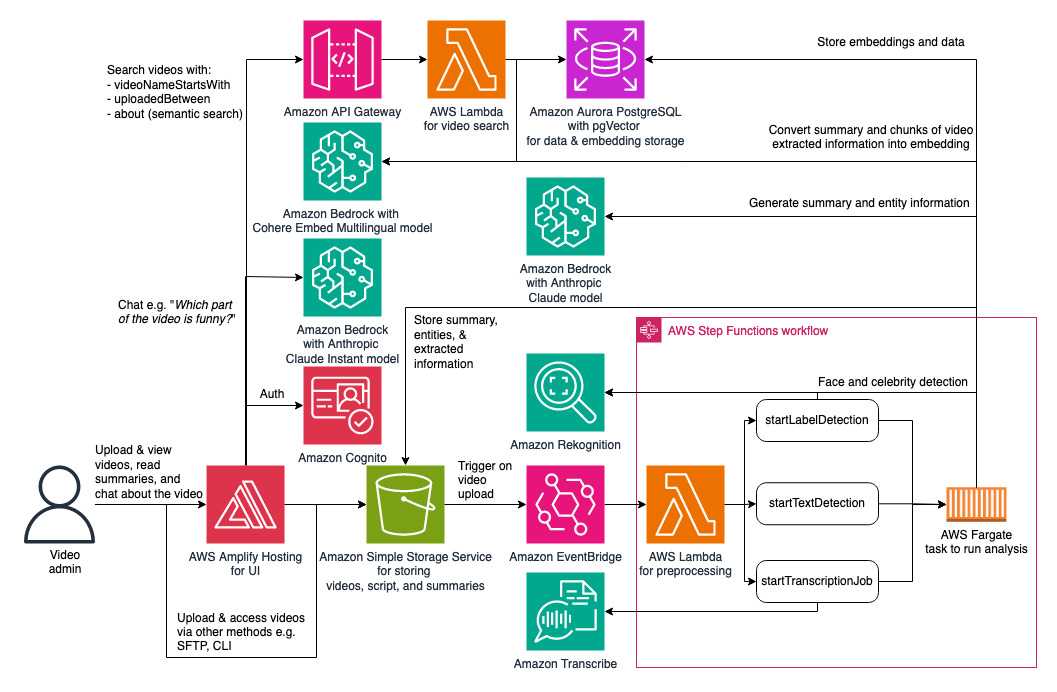 Store embeddings and data
Search videos with:
- videoNameStartsWith
- uploadedBetween
- about (semantic search)
Amazon API Gateway
AWS Lambda
for video search
Amazon Aurora PostgreSQL
with pgVector
for data & embedding storage
Convert summary and chunks of video
extracted information into embedding
Amazon Bedrock with
Cohere Embed Multilingual model
Generate summary and entity information
Amazon Bedrock
with Anthropic
Claude model
Chat e.g. "Which part
of the video is funny?"
Amazon Bedrock
with Anthropic
Claude Instant model
Store summary,
entities, &
extracted
information
AWS Step Functions workflow
Face and celebrity detection
Auth
Amazon Cognito
Amazon Rekognition
startLabelDetection
Upload & view
videos, read
summaries, and
chat about the video
Trigger on
video
upload
startTextDetection
Video
admin
AWS Amplify Hosting
for UI
Amazon Simple Storage Service
for storing
videos, script, and summaries
Amazon EventBridge
AWS Lambda
for preprocessing
AWS Fargate
task to run analysis
startTranscriptionJob
Upload & access videos
via other methods e.g.
SFTP, CLI
Amazon Transcribe